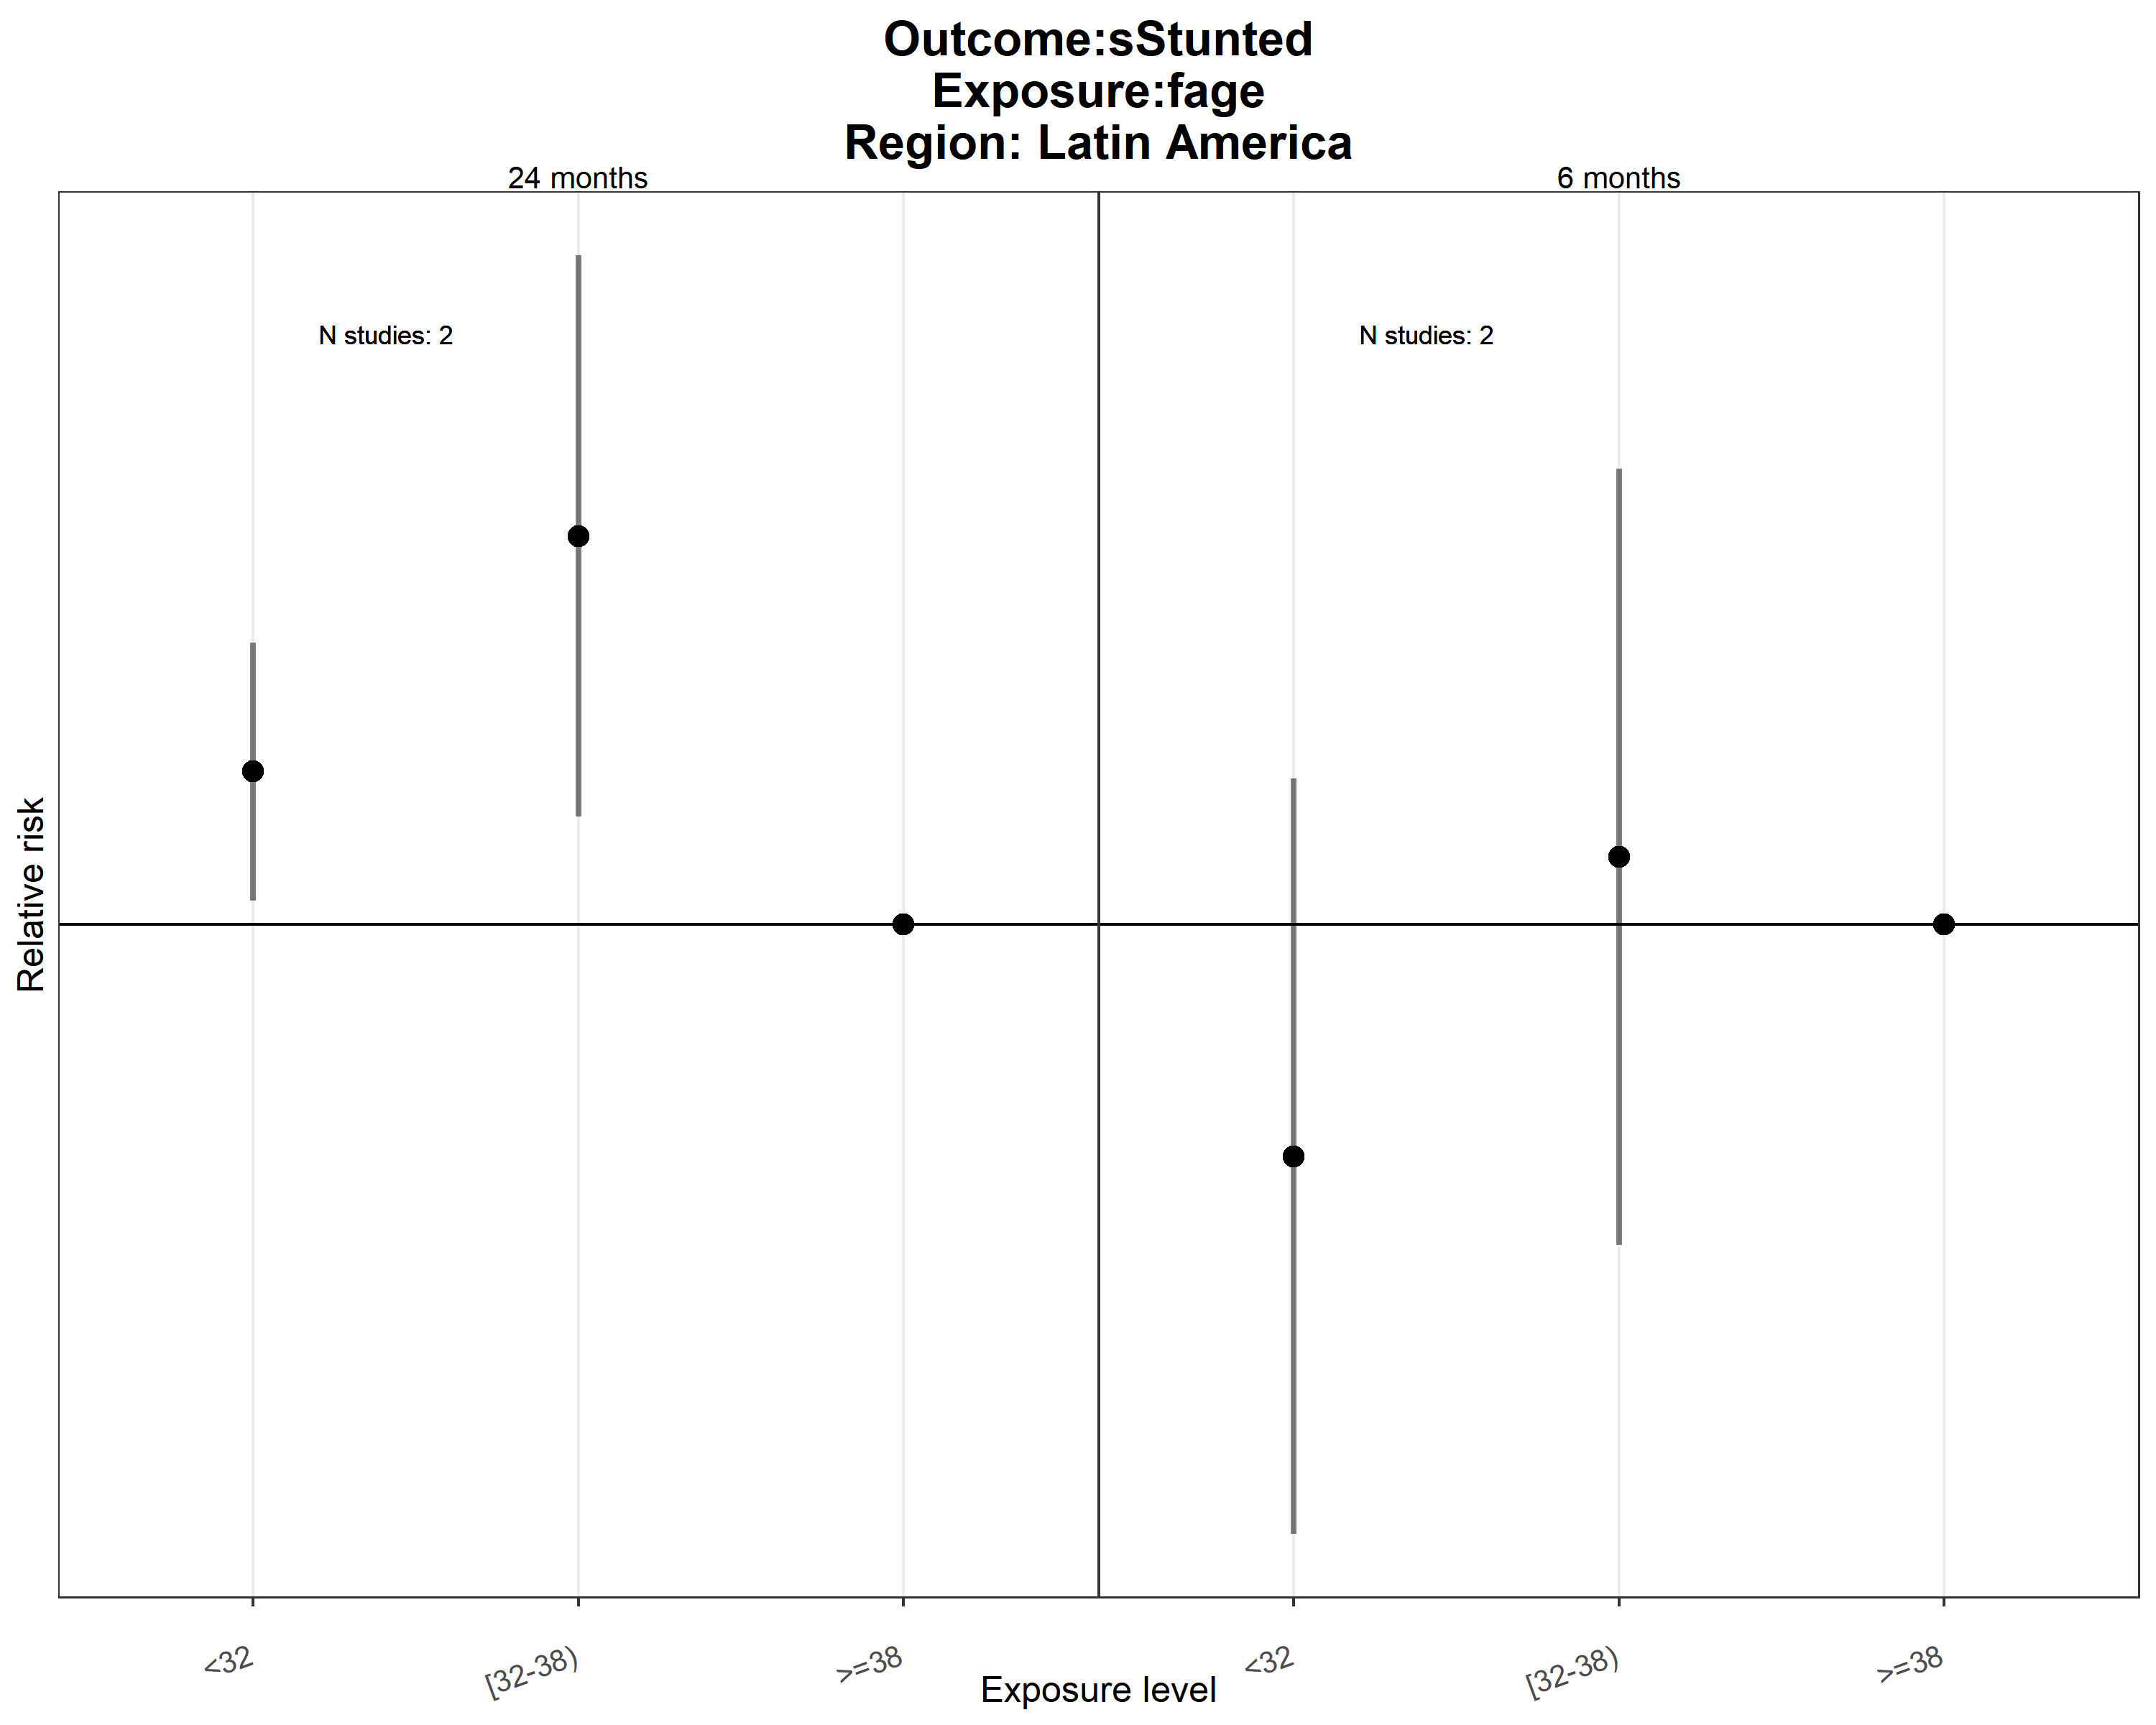 Outcome:sStunted
Exposure:fage
Region: Latin America
24 months
6 months
N studies: 2
N studies: 2
Relative risk
<32
[32-38)
>=38
<32
[32-38)
>=38
Exposure level